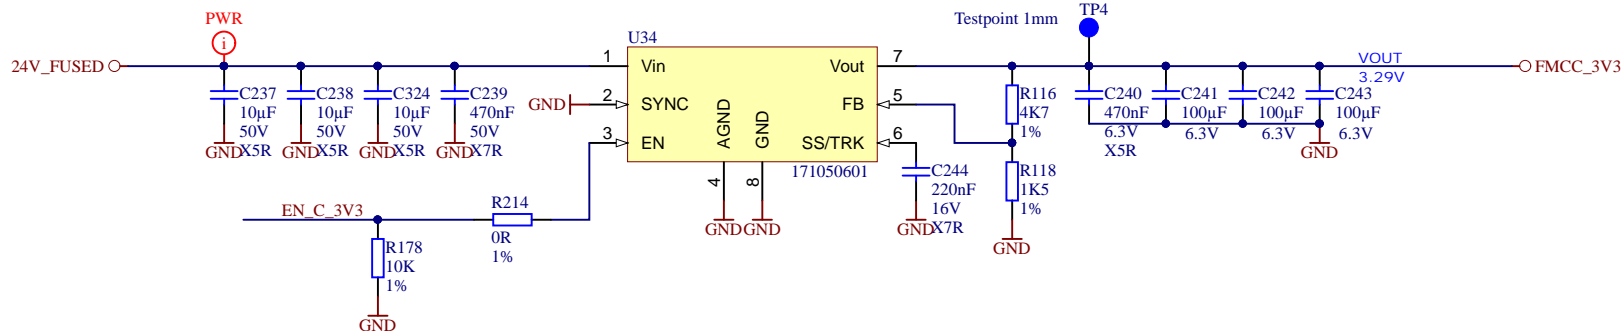 PWR
i
24V_FUSED
C237
10µF
50V
X5R
GND
C238
10µF
50V
X5R
GND
C324
10µF
50V
X5R
GND
C239
470nF
50V
X7R
GND
U34
1
Vin
GND
2
SYNC
3
EN
AGND
GND
4
8
GND
GND
Vout
7
FB
5
SS/TRK
6
171050601
EN_C_3V3
R214
0R
1%
R178
10K
1%
GND
C244
220nF
16V
X7R
GND
R116
4K7
1%
R118
1K5
1%
GND
Testpoint 1mm
TP4
C240
470nF
6.3V
X5R
C241
100µF
6.3V
C242
100µF
6.3V
C243
100µF
6.3V
GND
VOUT
3.29V
FMCC_3V3